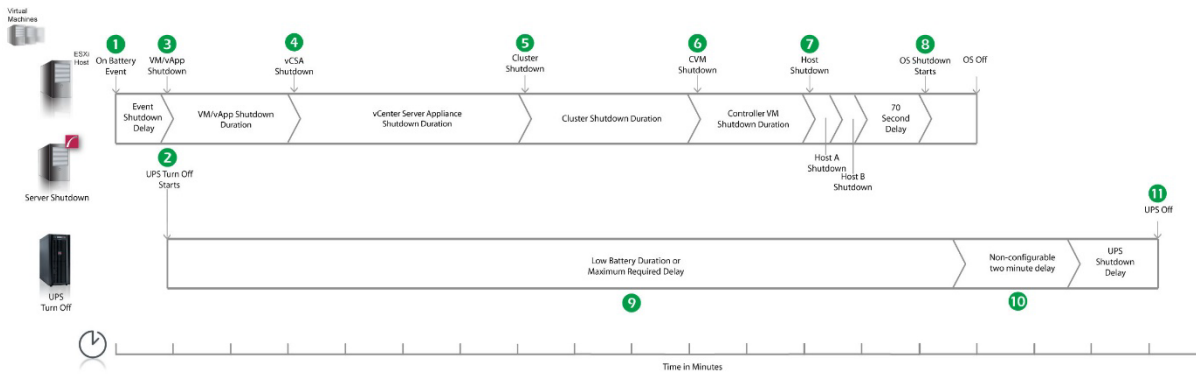 Virtual
Machines
ESXi
Host
1
On Battery
Event
3
VM/vApp
Shutdown
4
vCSA
Shutdown
5
Cluster
Shutdown
6
CVM
Shutdown
7
Host
Shutdown
8
OS Shutdown
Starts
OS Off
Event
Shutdown
Delay
VM/vApp Shutdown
Duration
vCenter Server Appliance
Shutdown Duration
Cluster Shutdown Duration
Controller VM
Shutdown Duration
70
Second
Delay
Host A
Shutdown
Host B
Shutdown
Server Shutdown
2
UPS Turn Off
Starts
11
UPS Off
Low Battery Duration or
Maximum Required Delay
Non-configurable
two minute delay
UPS
Shutdown
Delay
9
10
UPS
Turn Off
Time in Minutes